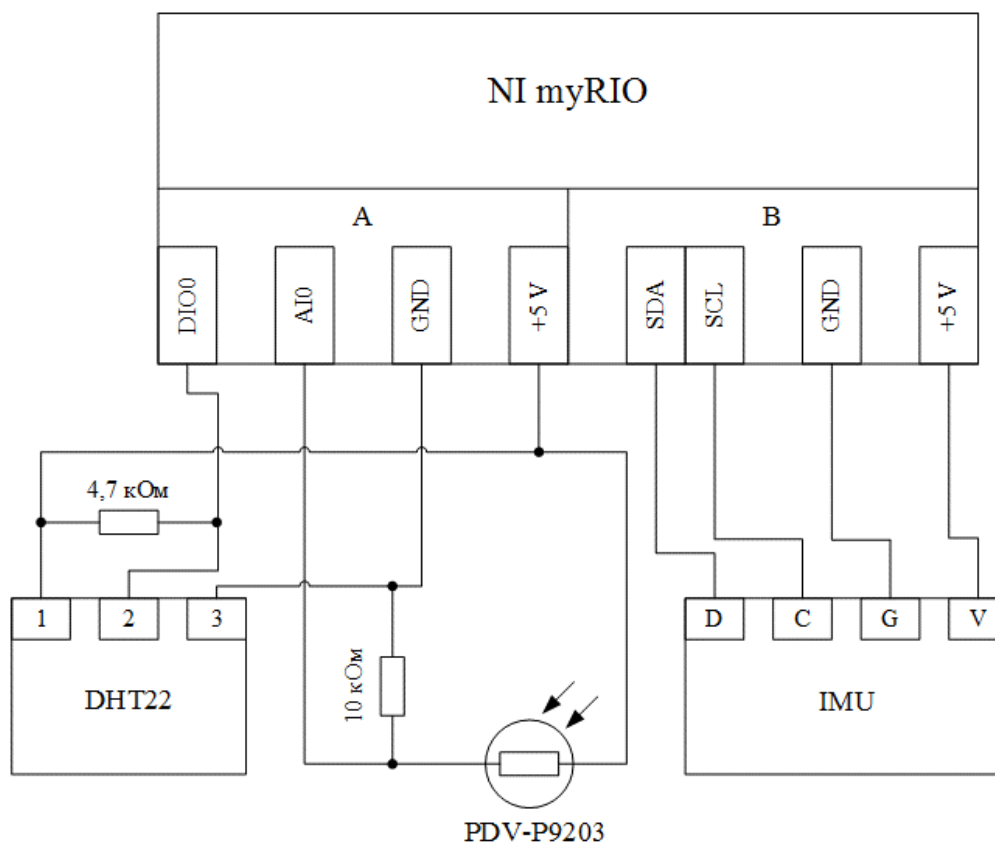 NI myRIO
A
B
DIO0
AI0
GND
+5 V
SDA
SCL
GND
+5 V
4,7 кОм
1
2
3
DHT22
10 кОм
PDV-P9203
D
C
G
V
IMU